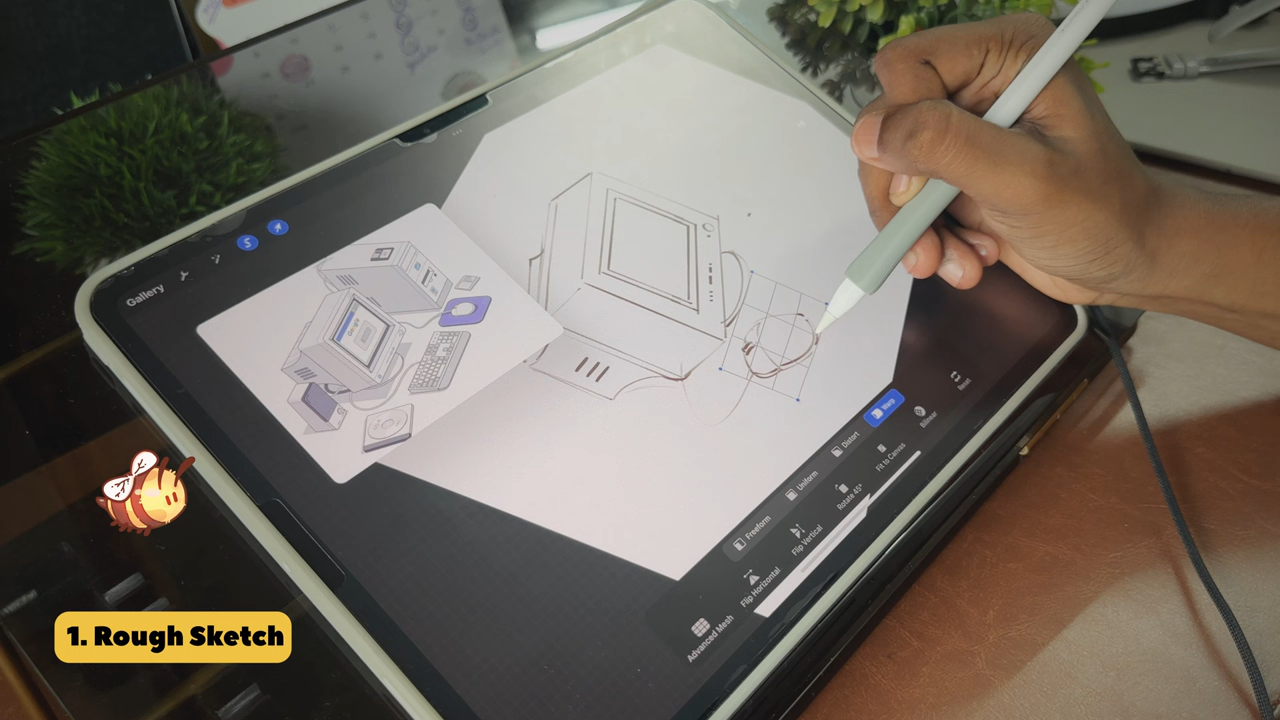 Gallery
S
Google
Freeform
Uniform
Distort
Warp
Advanced Mesh
Flip Horizontal
Flip Vertical
Rotate 45°
Fit to Canvas
Bilinear
Reset
1. Rough Sketch